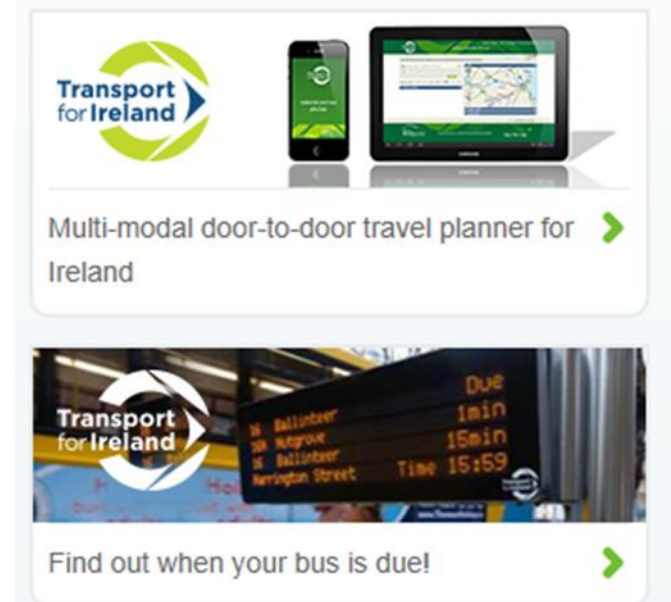 Transport
for Ireland
Multi-modal door-to-door travel planner for
Ireland
Transport
for Ireland
Due
16 Ballinteer 1min
16A Nutgrove 15min
16 Ballinteer
Harrington Street Time 15:59
Find out when your bus is due!